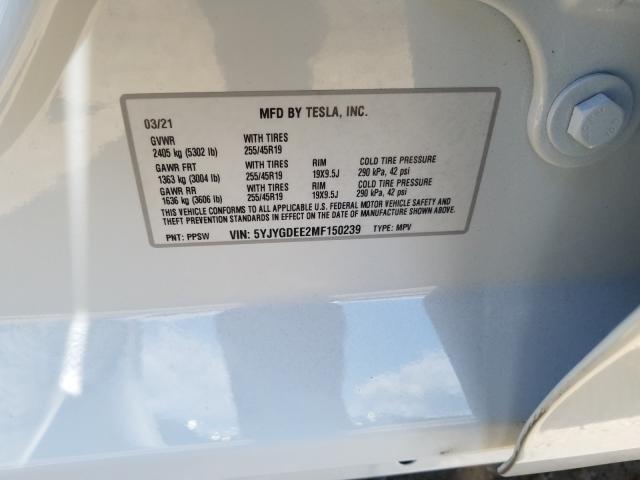 03/21 MFD BY TESLA, INC.
GVWR WITH TIRES
2405 kg (5302 lb) 255/45R19
GAWR FRT WITH TIRES RIM COLD TIRE PRESSURE
1363 kg (3004 lb) 255/45R19 19X9.5J 290 kPa, 42 psi
GAWR RR WITH TIRES RIM COLD TIRE PRESSURE
1636 kg (3606 lb) 255/45R19 19X9.5J 290 kPa, 42 psi
THIS VEHICLE CONFORMS TO ALL APPLICABLE U.S. FEDERAL MOTOR VEHICLE SAFETY AND
THEFT PREVENTION STANDARDS IN EFFECT ON THE DATE OF MANUFACTURE SHOWN ABOVE.
PNT: PPSW VIN: 5YJYGDEE2MF150239 TYPE: MPV